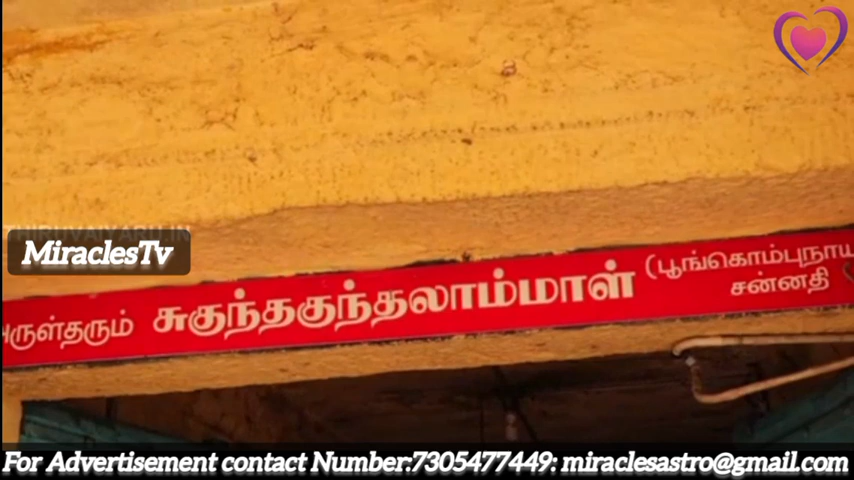 MiraclesTv
அருள்தரும் சுகுந்தகுந்தலாம்மாள் (பூங்கொம்புநாய
சன்னதி
For Advertisement contact Number:7305477449: miraclesastro@gmail.com